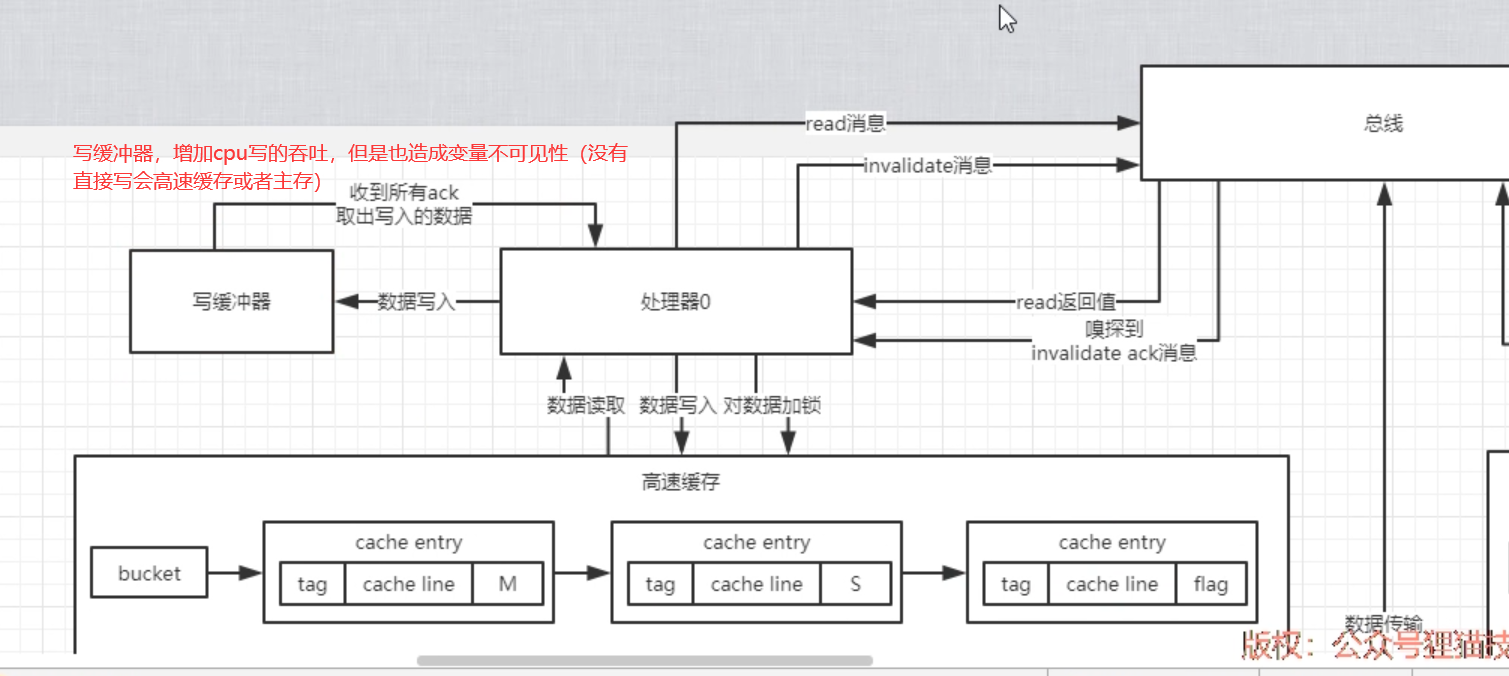 写缓冲器，增加cpu写的吞吐，但是也造成变量不可见性（没有
直接写会高速缓存或者主存）
read消息
总线
invalidate消息
收到所有ack
取出写入的数据
写缓冲器
数据写入
处理器0
read返回值
嗅探到
invalidate ack消息
数据读取
数据写入
对数据加锁
高速缓存
bucket
cache entry
tag
cache line
M
cache entry
tag
cache line
S
cache entry
tag
cache line
flag
数据传输
版权：公众号狸猫技